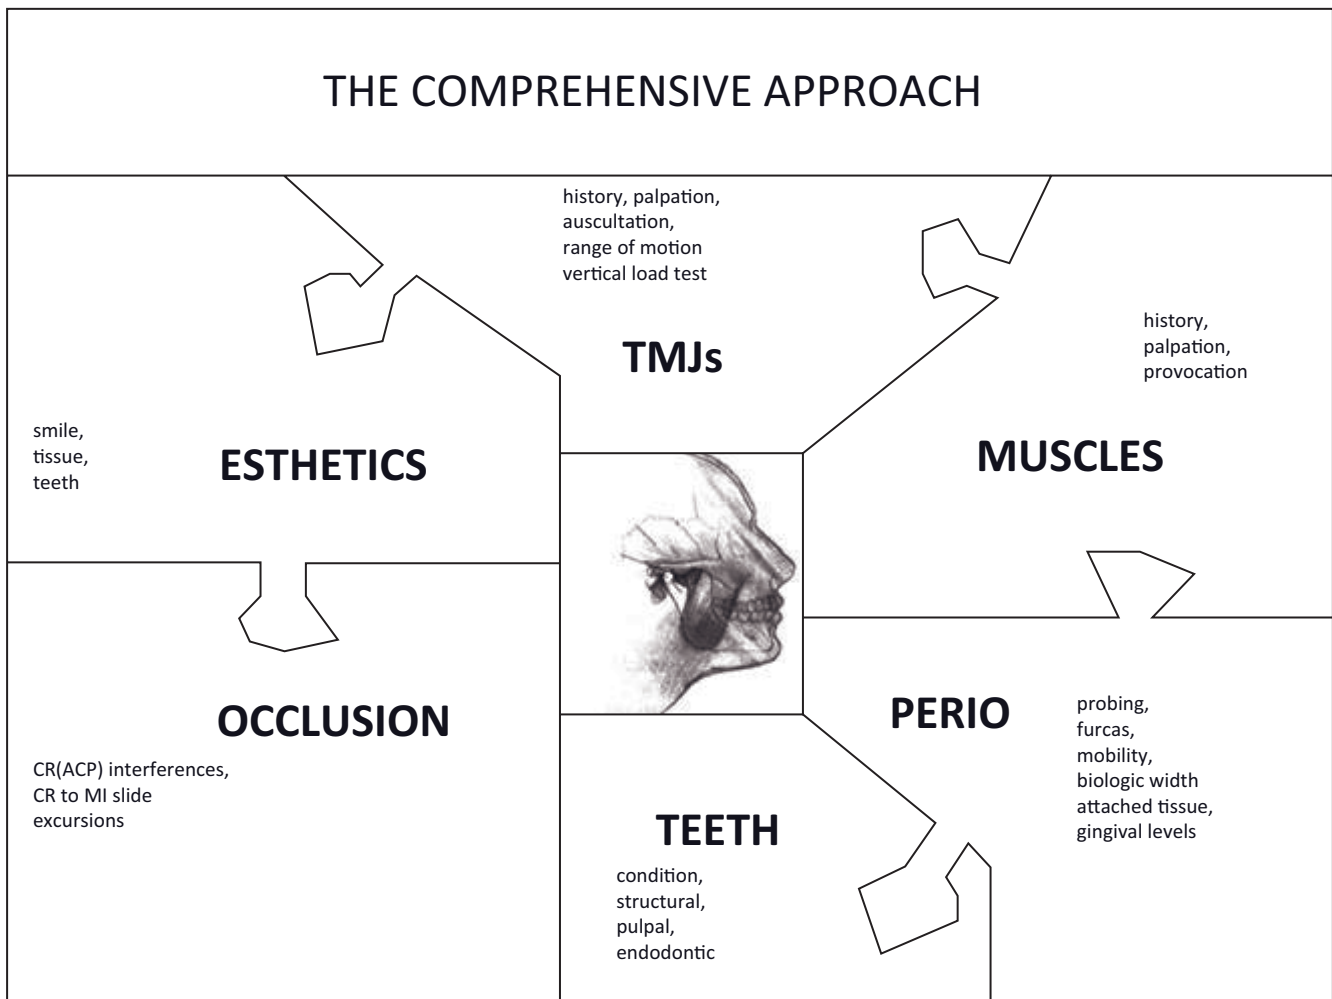 THE COMPREHENSIVE APPROACH
history, palpation,
auscultation,
range of motion
vertical load test
TMJs
history,
palpation,
provocation
MUSCLES
smile,
tissue,
teeth
ESTHETICS
OCCLUSION
CR(ACP) interferences,
CR to MI slide
excursions
PERIO
probing,
furcas,
mobility,
biologic width
attached tissue,
gingival levels
TEETH
condition,
structural,
pulpal,
endodontic